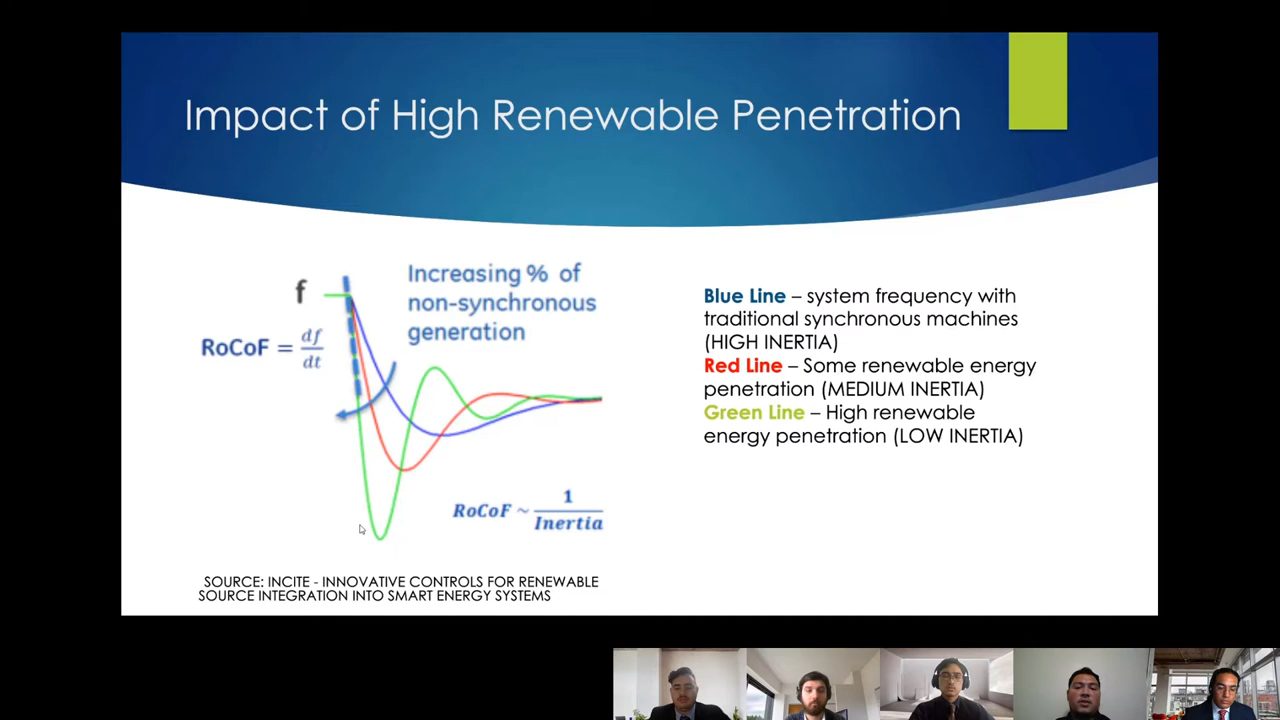 Impact of High Renewable Penetration
f
Increasing % of
non-synchronous
generation
RoCoF = df/dt
RoCoF ~ 1/Inertia
Blue Line – system frequency with
traditional synchronous machines
(HIGH INERTIA)
Red Line – Some renewable energy
penetration (MEDIUM INERTIA)
Green Line – High renewable
energy penetration (LOW INERTIA)
SOURCE: INCITE - INNOVATIVE CONTROLS FOR RENEWABLE
SOURCE INTEGRATION INTO SMART ENERGY SYSTEMS